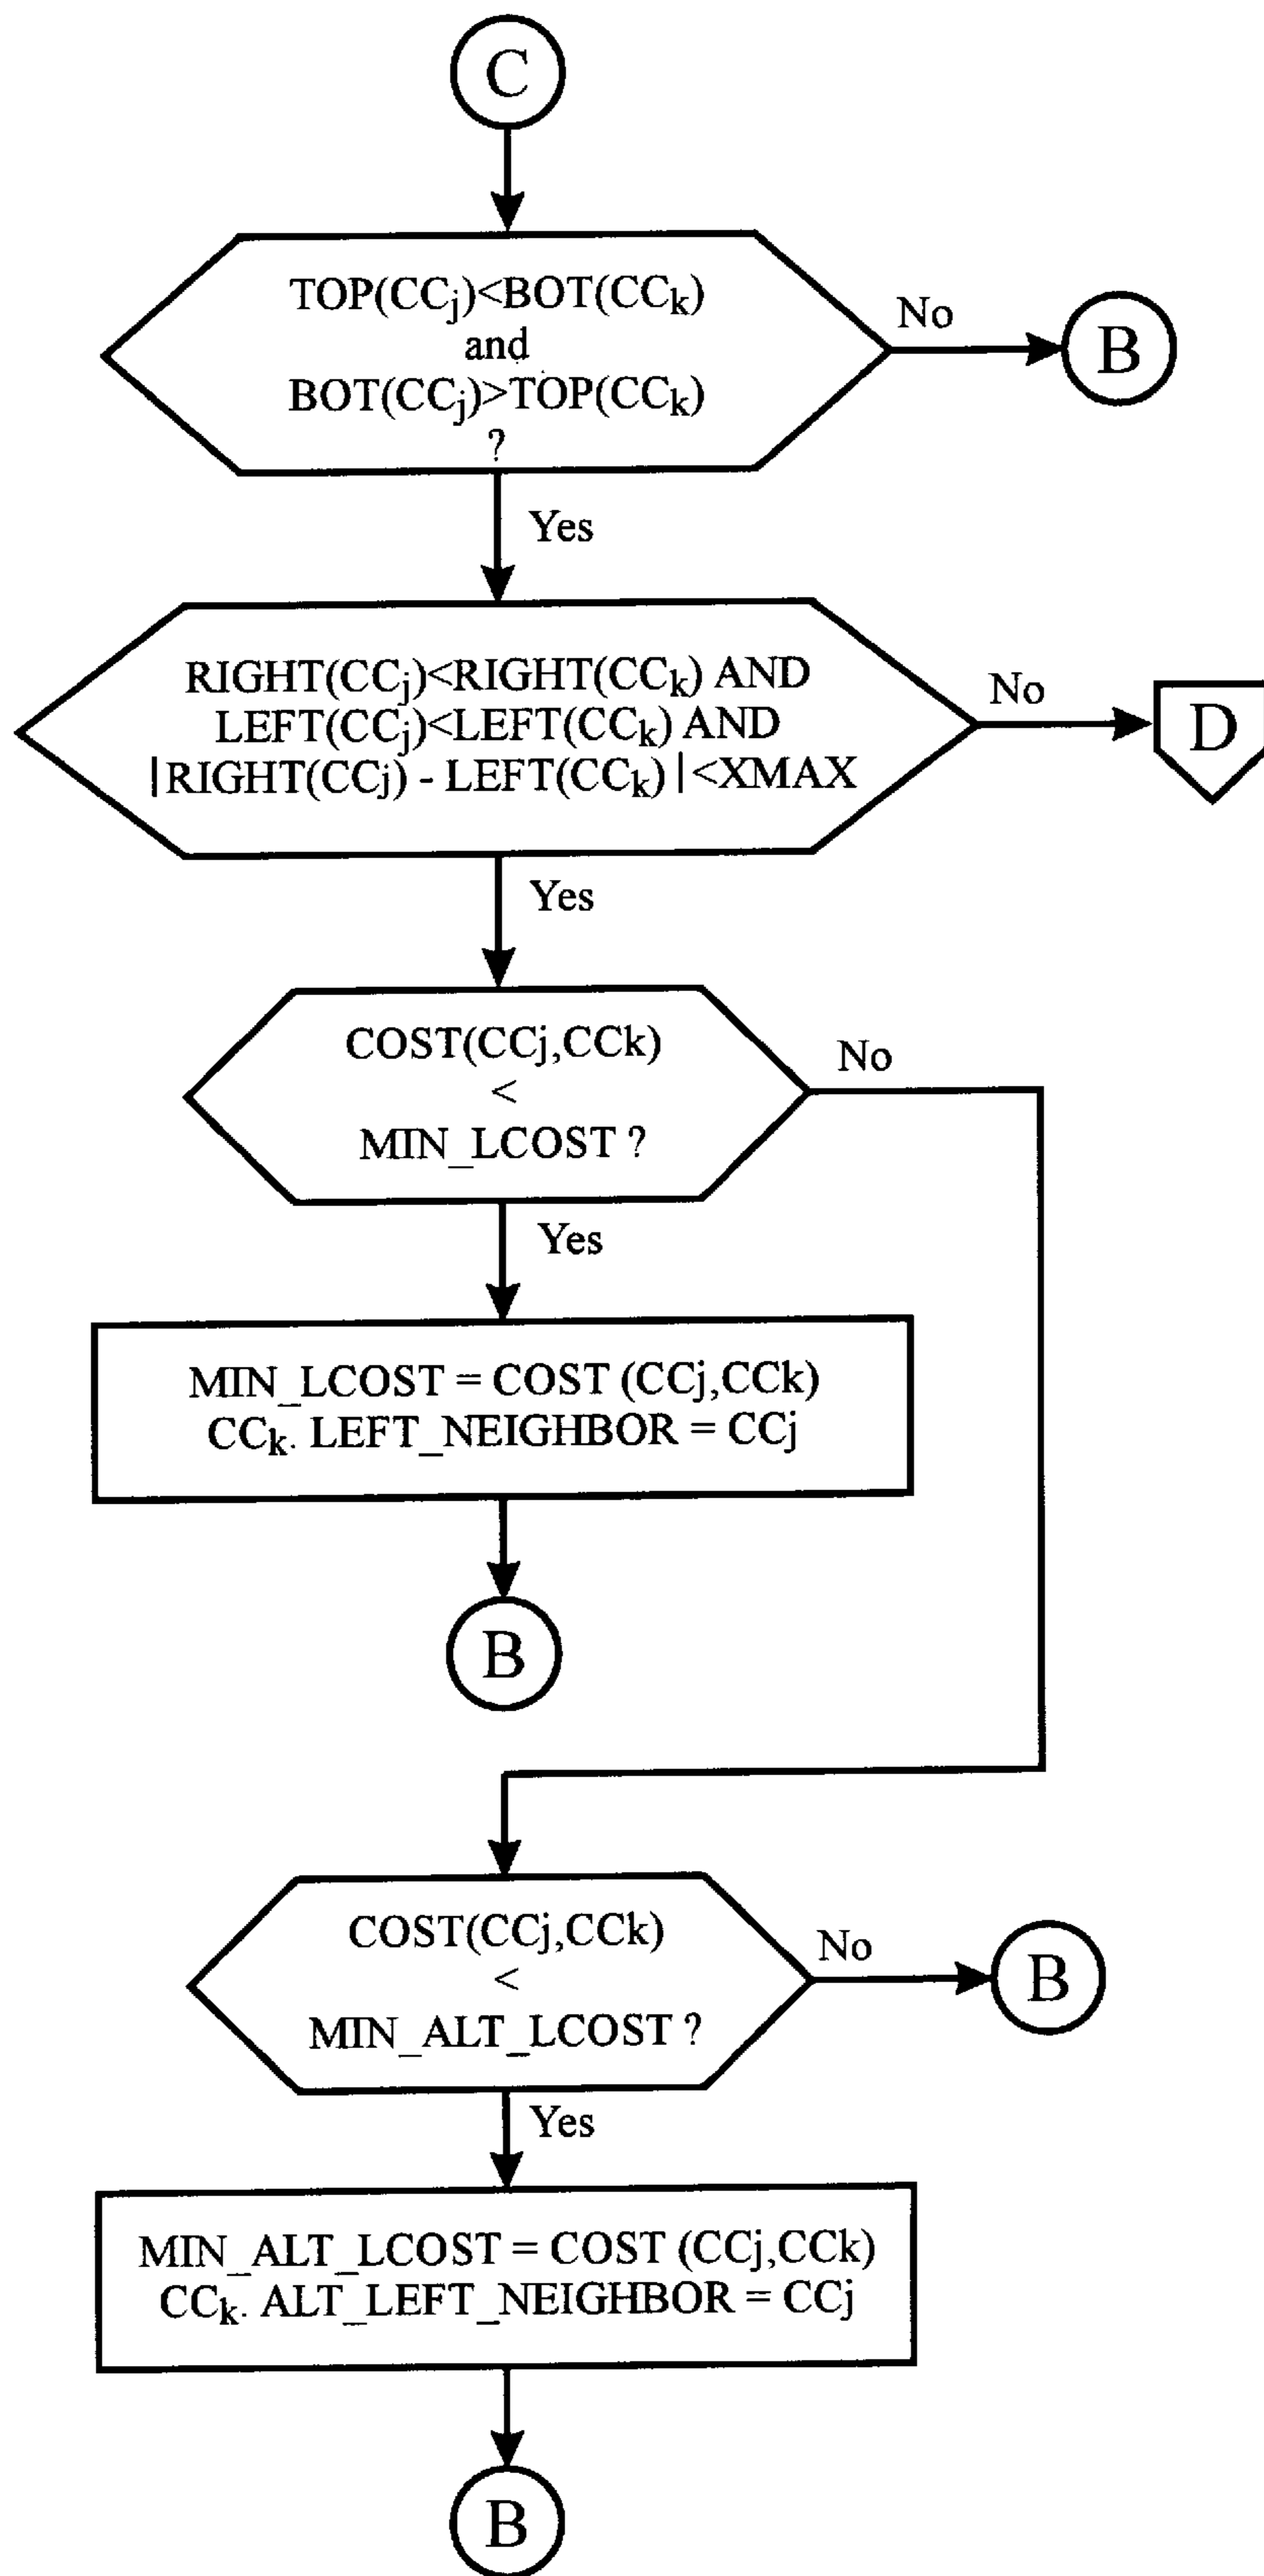 C
TOP(CCj)<BOT(CCk)
and
BOT(CCj)>TOP(CCk)
?
No
B
Yes
RIGHT(CCj)<RIGHT(CCk) AND
LEFT(CCj)<LEFT(CCk) AND
|RIGHT(CCj) - LEFT(CCk)|<XMAX
No
D
Yes
COST(CCj,CCk)
<
MIN_LCOST ?
No
Yes
MIN_LCOST = COST (CCj,CCk)
CCk. LEFT_NEIGHBOR = CCj
B
COST(CCj,CCk)
<
MIN_ALT_LCOST ?
No
B
Yes
MIN_ALT_LCOST = COST (CCj,CCk)
CCk. ALT_LEFT_NEIGHBOR = CCj
B